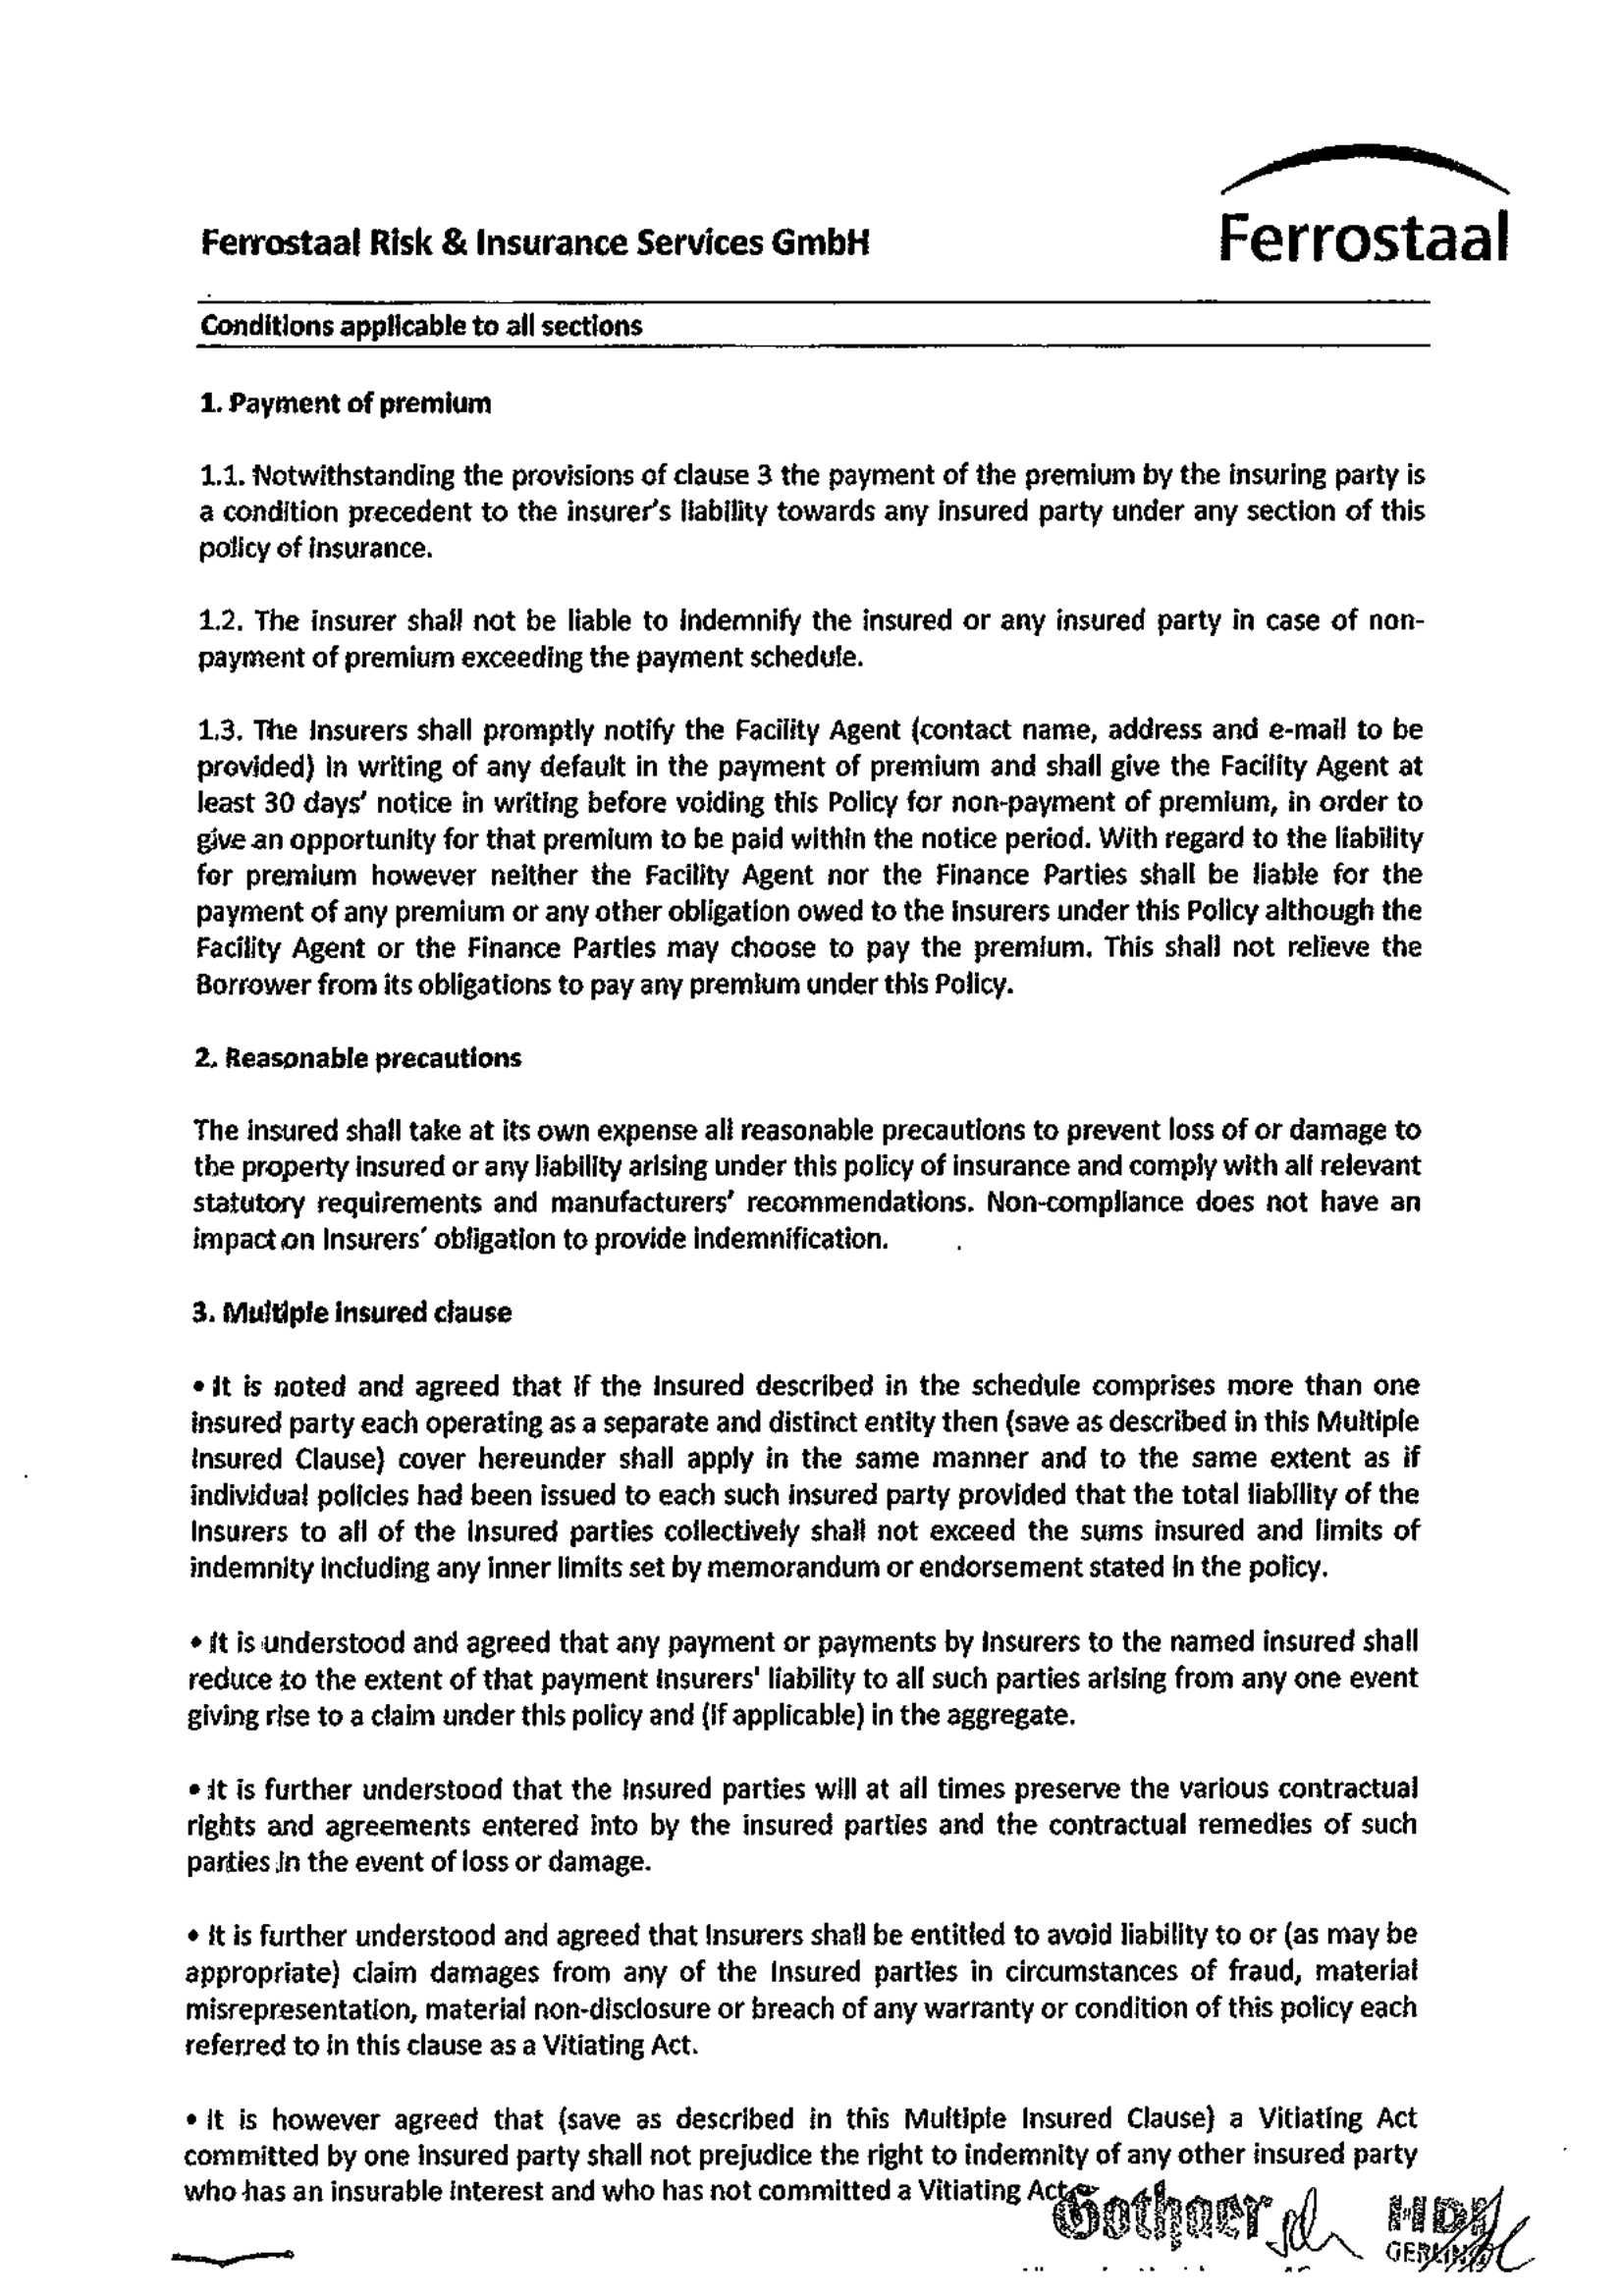 Ferrostaal
Ferrostaal Risk & Insurance Services GmbH
Conditions applicable to all sections
1. Payment of premium
1.1. Notwithstanding the provisions of clause 3 the payment of the premium by the insuring party is
a condition precedent to the insurer's liability towards any insured party under any section of this
policy of insurance.
1.2. The insurer shall not be liable to indemnify the insured or any insured party in case of non-
payment of premium exceeding the payment schedule.
1.3. The Insurers shall promptly notify the Facility Agent (contact name, address and e-mail to be
provided) in writing of any default in the payment of premium and shall give the Facility Agent at
least 30 days' notice in writing before voiding this Policy for non-payment of premium, in order to
give an opportunity for that premium to be paid within the notice period. With regard to the liability
for premium however neither the Facility Agent nor the Finance Parties shall be liable for the
payment of any premium or any other obligation owed to the Insurers under this Policy although the
Facility Agent or the Finance Parties may choose to pay the premium. This shall not relieve the
Borrower from its obligations to pay any premium under this Policy.
2. Reasonable precautions
The insured shall take at its own expense all reasonable precautions to prevent loss of or damage to
the property insured or any liability arising under this policy of insurance and comply with all relevant
statutory requirements and manufacturers' recommendations. Non-compliance does not have an
impact on Insurers´ obligation to provide indemnification.
3. Multiple insured clause
• It is noted and agreed that if the Insured described in the schedule comprises more than one
insured party each operating as a separate and distinct entity then (save as described in this Multiple
Insured Clause) cover hereunder shall apply in the same manner and to the same extent as if
individual policies had been issued to each such insured party provided that the total liability of the
Insurers to all of the Insured parties collectively shall not exceed the sums insured and limits of
indemnity including any inner limits set by memorandum or endorsement stated in the policy.
• It is understood and agreed that any payment or payments by Insurers to the named insured shall
reduce to the extent of that payment Insurers' liability to all such parties arising from any one event
giving rise to a claim under this policy and (if applicable) in the aggregate.
• It is further understood that the Insured parties will at all times preserve the various contractual
rights and agreements entered into by the insured parties and the contractual remedies of such
parties in the event of loss or damage.
• It is further understood and agreed that Insurers shall be entitled to avoid liability to or (as may be
appropriate) claim damages from any of the Insured parties in circumstances of fraud, material
misrepresentation, material non-disclosure or breach of any warranty or condition of this policy each
referred to in this clause as a Vitiating Act.
• It is however agreed that (save as described in this Multiple Insured Clause) a Vitiating Act
committed by one Insured party shall not prejudice the right to indemnity of any other insured party
who has an insurable interest and who has not committed a Vitiating Act.
Gothaer
HDI
GERLING